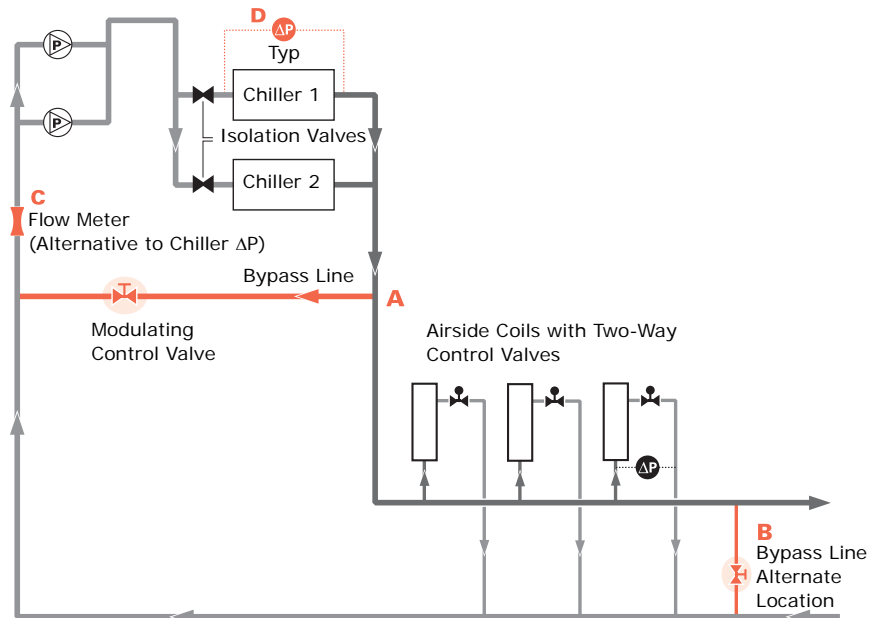 D
ΔP
Typ
P
Chiller 1
P
Isolation Valves
Chiller 2
C
Flow Meter
(Alternative to Chiller ΔP)
Bypass Line
A
Modulating
Control Valve
Airside Coils with Two-Way
Control Valves
ΔP
B
Bypass Line
Alternate
Location